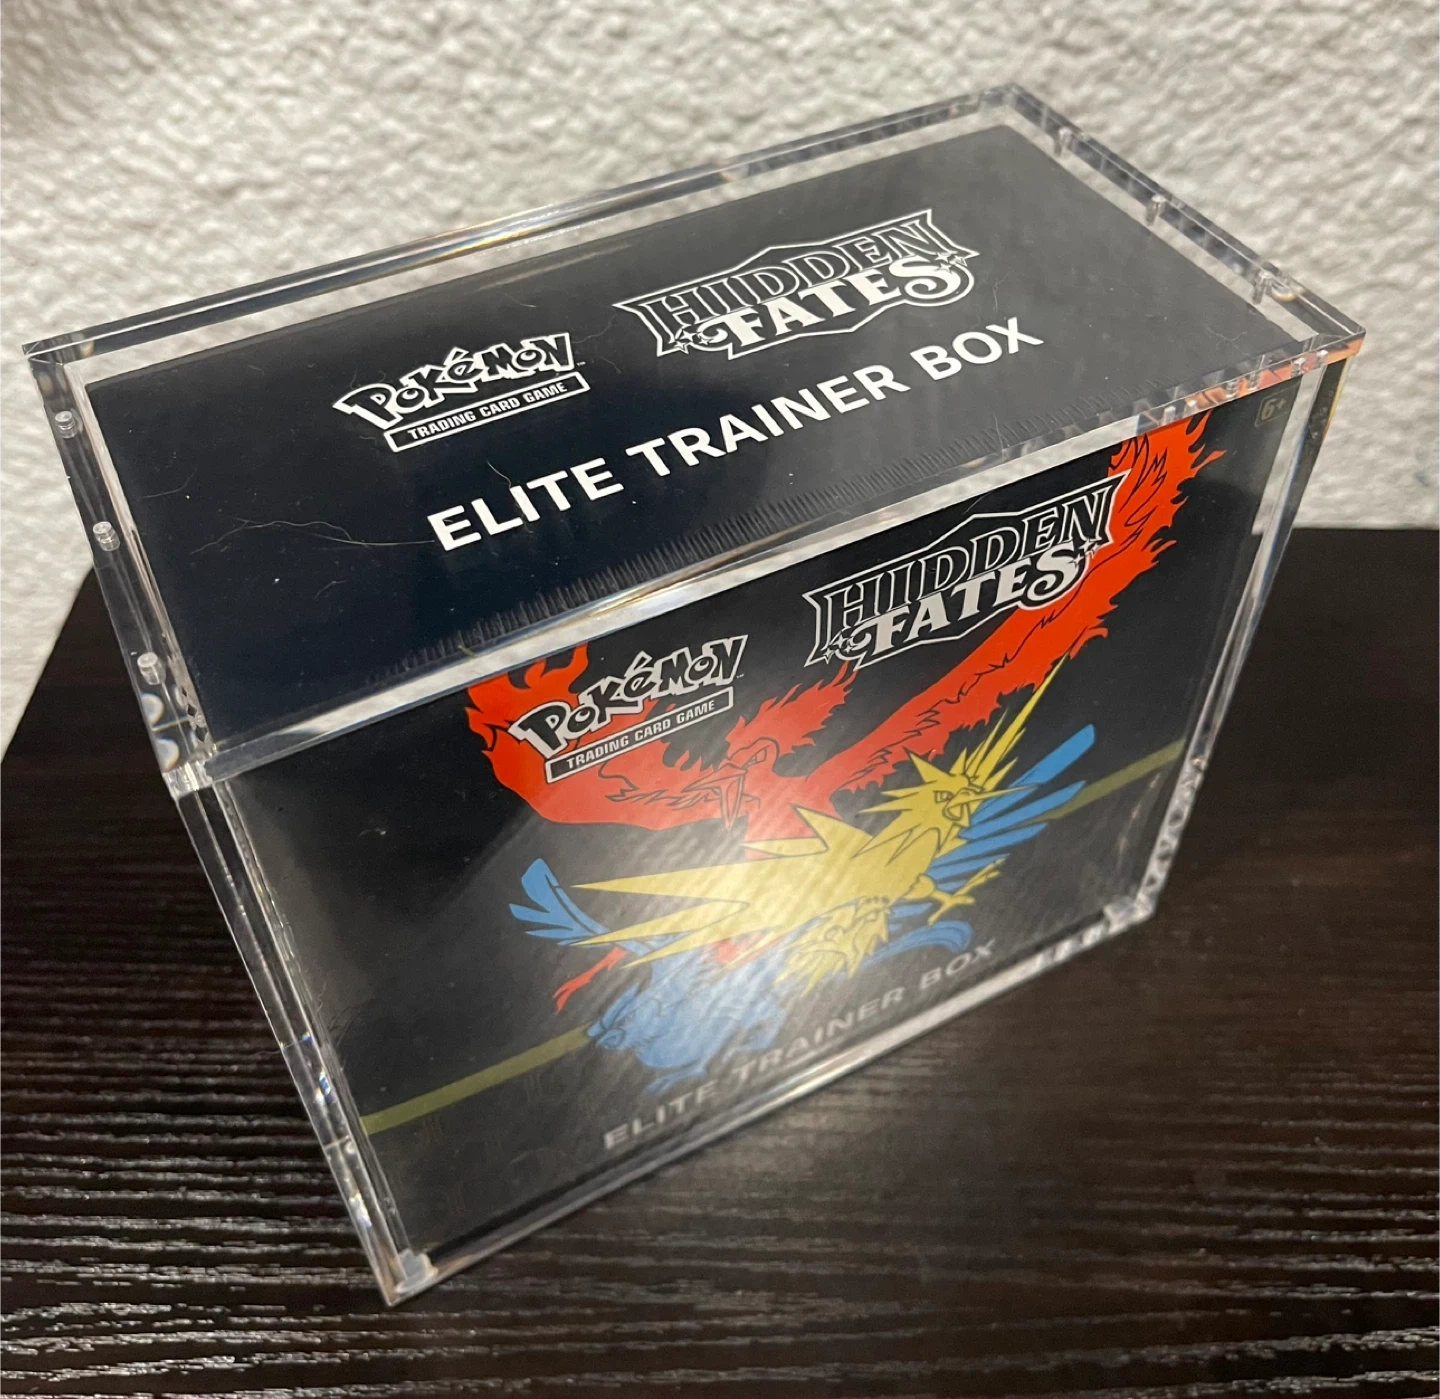 HIDDEN
FATES
POKéMON
TRADING CARD GAME
ELITE TRAINER BOX
6+
HIDDEN
FATES
POKéMON
TRADING CARD GAME
ELITE TRAINER BOX